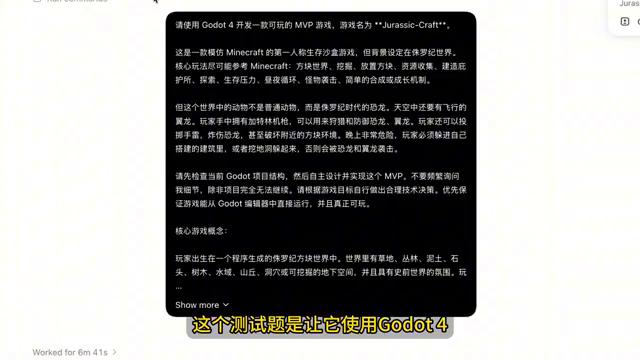 请使用 Godot 4 开发一款可玩的 MVP 游戏，游戏名为 **Jurassic-Craft**。
这是一款模仿 Minecraft 的第一人称生存沙盒游戏，但背景设定在侏罗纪世界。
核心玩法尽可能参考 Minecraft：方块世界、挖掘、放置方块、资源收集、建造庇
护所、探索、生存压力、昼夜循环、怪物袭击、简单的合成或成长机制。
但这个世界中的动物不是普通动物，而是侏罗纪时代的恐龙。天空中还要有飞行的
翼龙。玩家手中拥有加特林机枪，可以用来狩猎和防御恐龙、翼龙。玩家还可以投
掷手雷，炸伤恐龙，甚至破坏附近的方块环境。晚上非常危险，玩家必须躲进自己
搭建的建筑里，或者挖地洞躲起来，否则会被恐龙和翼龙袭击。
请先检查当前 Godot 项目结构，然后自主设计并实现这个 MVP。不要频繁询问
我细节，除非项目完全无法继续。请根据游戏目标自行做出合理技术决策。优先保
证游戏能从 Godot 编辑器中直接运行，并且真正可玩。
核心游戏概念：
玩家出生在一个程序生成的侏罗纪方块世界中。世界里有草地、丛林、泥土、石
头、树木、水域、山丘、洞穴或可挖掘的地下空间，并且具有史前世界的氛围。玩
...
Show more
这个测试题是让它使用Godot 4
Worked for 6m 41s